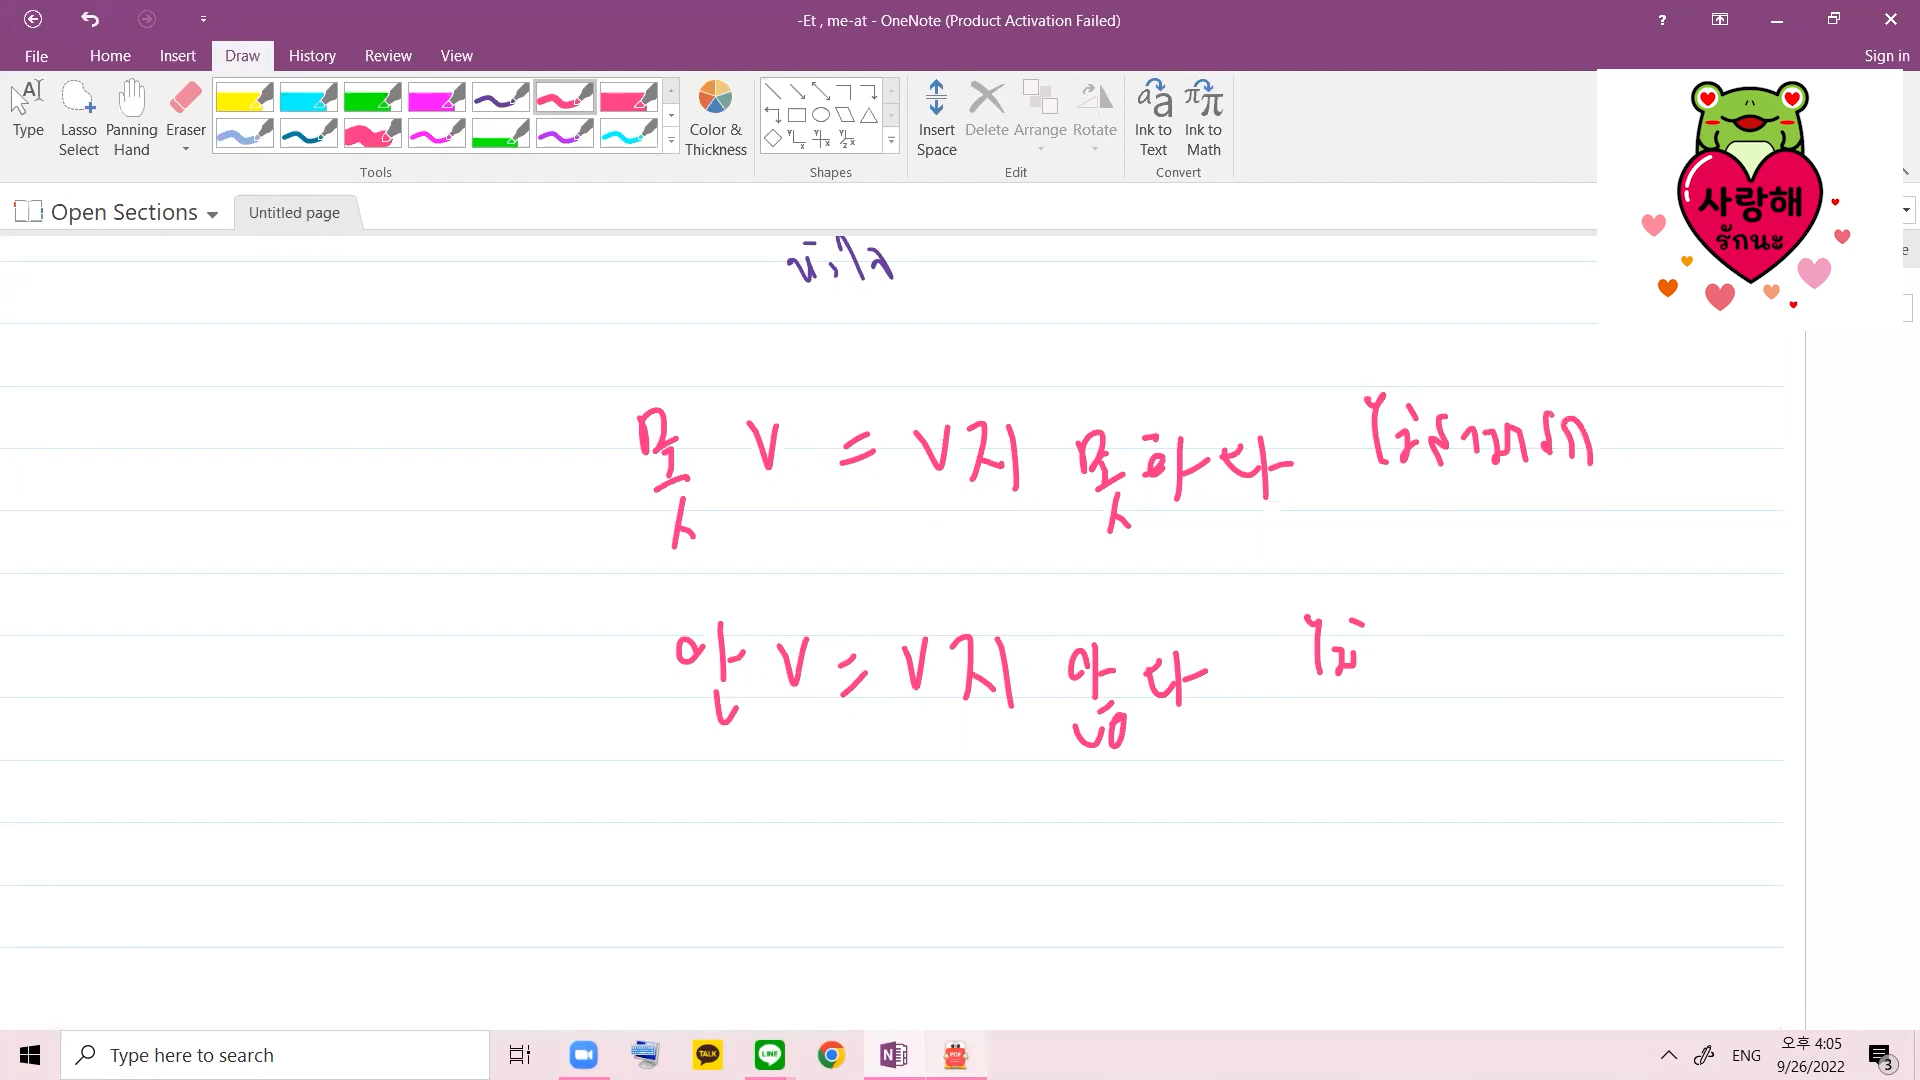 -Et , me-at - OneNote (Product Activation Failed)
File Home Insert Draw History Review View Sign in
Type Lasso Select Panning Hand Eraser Color & Thickness Insert Space Delete Arrange Rotate Ink to Text Ink to Math
Tools Shapes Edit Convert
Open Sections Untitled page
사랑해
รักนะ
못 V = V지 못하다 ไม่สามารถ
안 V = V지 않다 ไม่
Type here to search
TALK LINE N PDF ENG 오후 4:05
9/26/2022 3